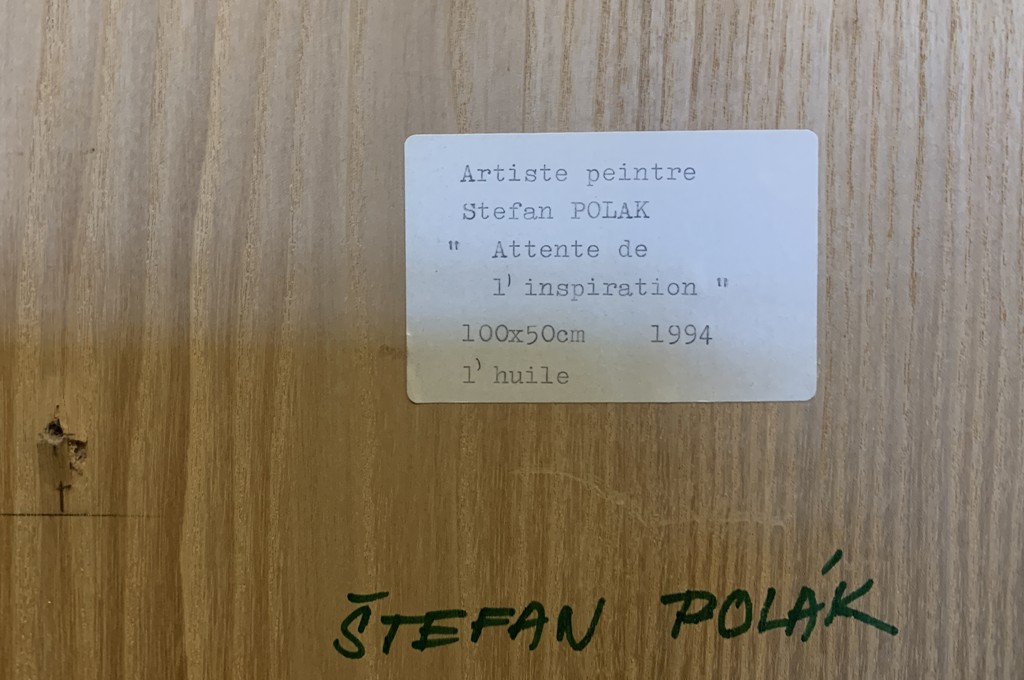 Artiste peintre
Stefan POLAK
" Attente de
l'inspiration "
100x50cm 1994
l'huile
ŠTEFAN POLÁK